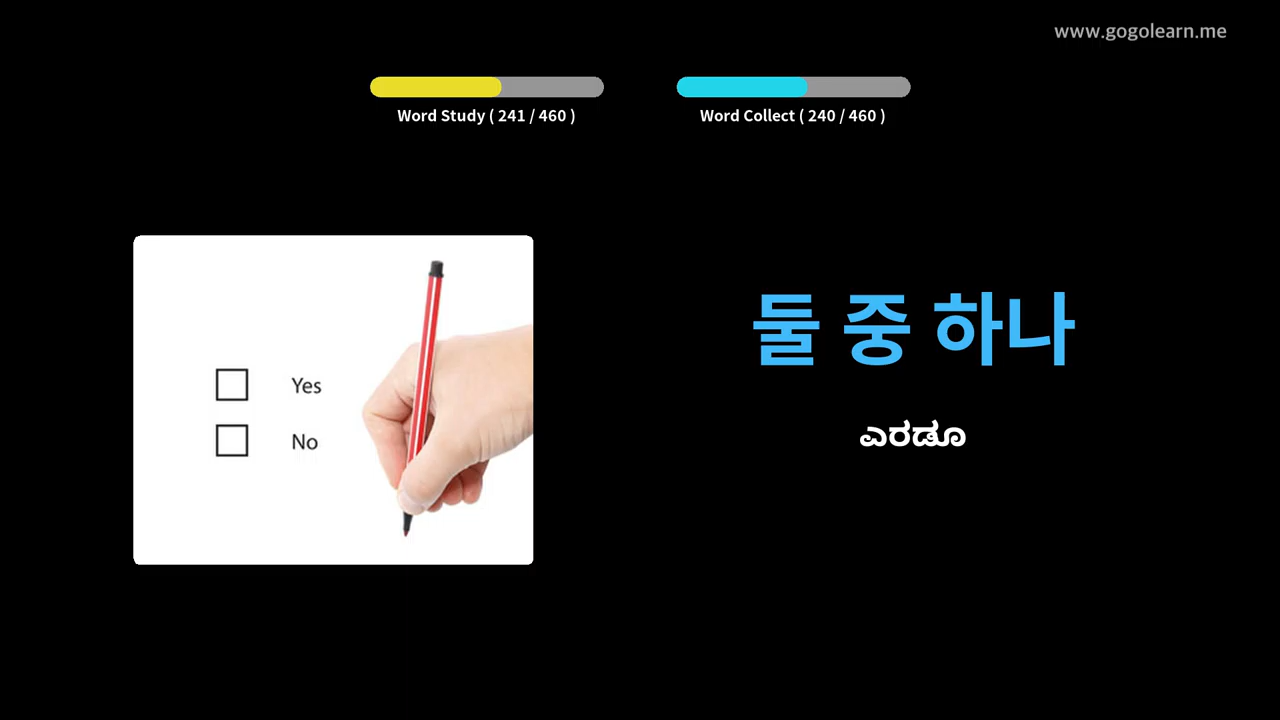 www.gogolearn.me
Word Study ( 241 / 460 )
Word Collect ( 240 / 460 )
둘 중 하나
ಎರಡೂ
Yes
No